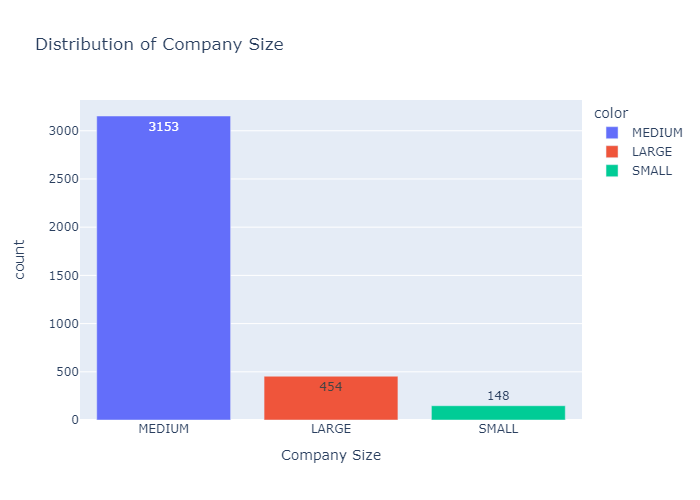 Distribution of Company Size
color
MEDIUM
LARGE
SMALL
count
3000
2500
2000
1500
1000
500
0
3153
454
148
MEDIUM LARGE SMALL
Company Size